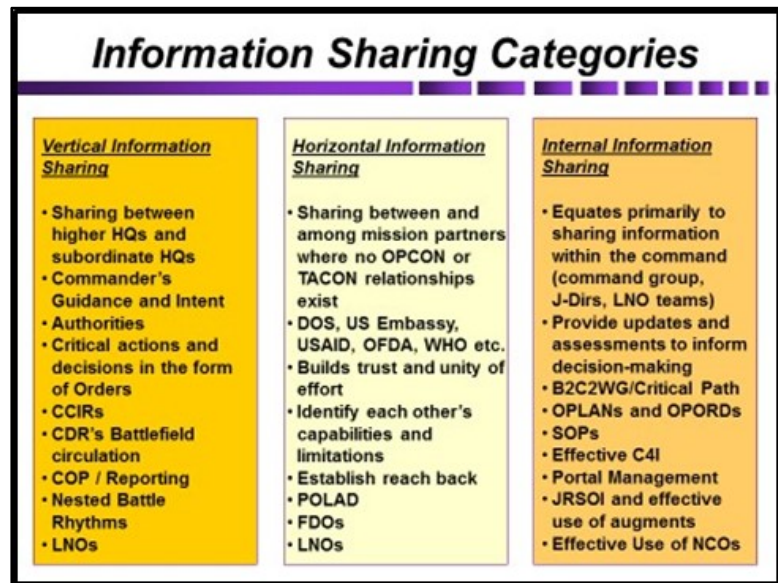 Information Sharing Categories
Vertical Information
Sharing
• Sharing between
higher HQs and
subordinate HQs
• Commander's
Guidance and Intent
• Authorities
• Critical actions and
decisions in the form
of Orders
• CCIRs
• CDR's Battlefield
circulation
• COP / Reporting
• Nested Battle
Rhythms
• LNOs
Horizontal Information
Sharing
• Sharing between and
among mission partners
where no OPCON or
TACON relationships
exist
• DOS, US Embassy,
USAID, OFDA, WHO etc.
• Builds trust and unity of
effort
• Identify each other's
capabilities and
limitations
• Establish reach back
• POLAD
• FDOs
• LNOs
Internal Information
Sharing
• Equates primarily to
sharing information
within the command
(command group,
J-Dirs, LNO teams)
• Provide updates and
assessments to inform
decision-making
• B2C2WG/Critical Path
• OPLANs and OPORDs
• SOPs
• Effective C4I
• Portal Management
• JRSOI and effective
use of augments
• Effective Use of NCOs